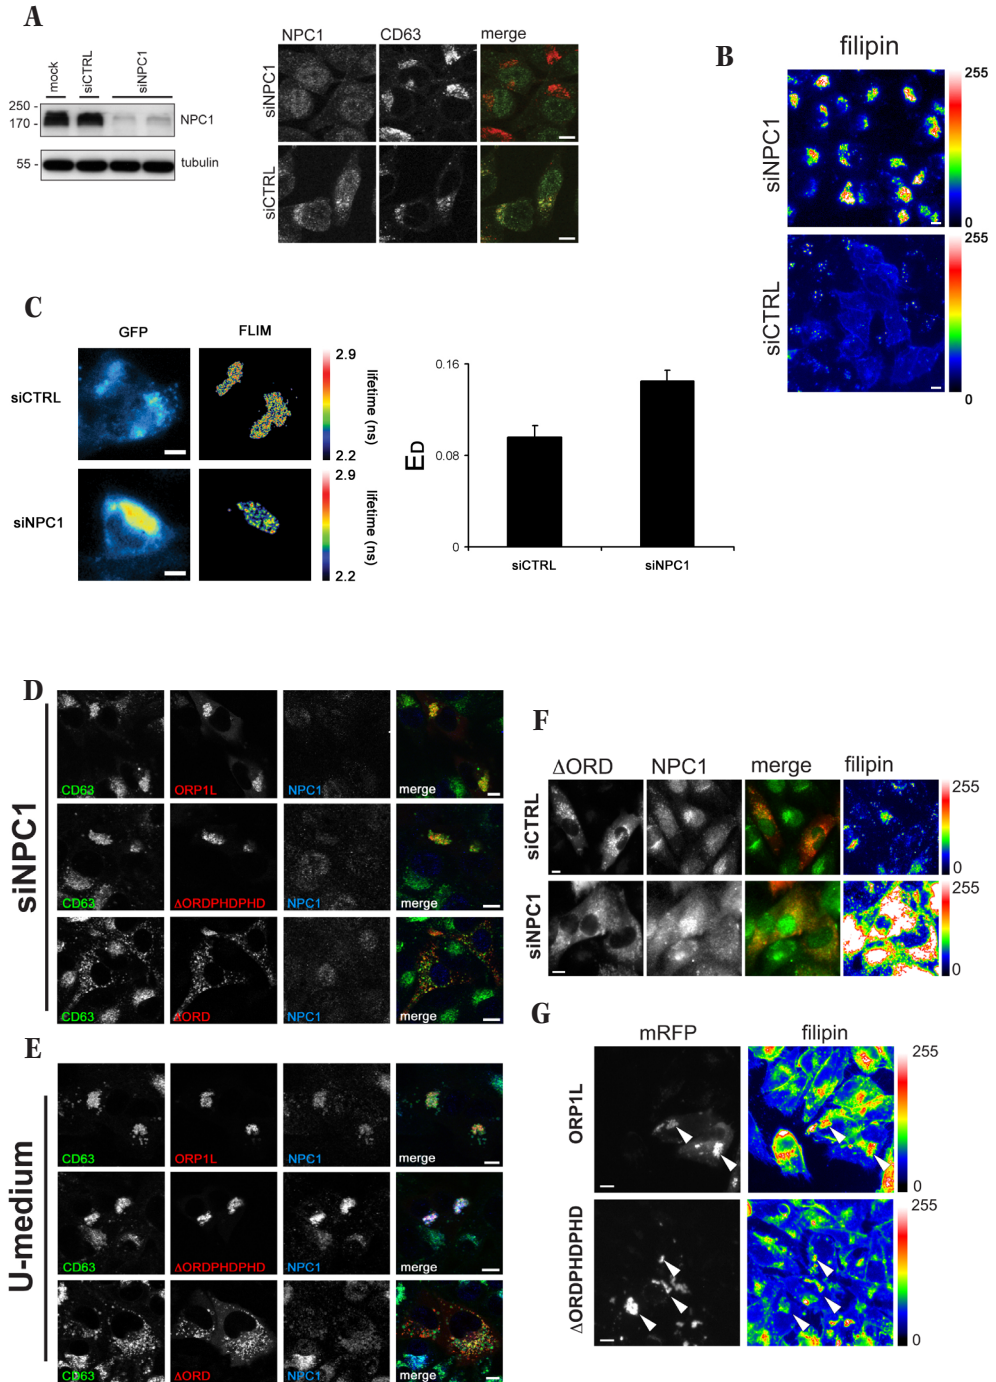 A
mock
siCTRL
siNPC1
250 -
170 -
NPC1
55 -
tubulin
NPC1
CD63
merge
siNPC1
siCTRL
B
filipin
siNPC1
255
0
siCTRL
255
0
C
GFP
FLIM
siCTRL
2.9
2.2
lifetime (ns)
siNPC1
2.9
2.2
lifetime (ns)
ED
0.16
0.08
0
siCTRL
siNPC1
D
siNPC1
CD63
ORP1L
NPC1
merge
CD63
ΔORDPHDPHD
NPC1
merge
CD63
ΔORD
NPC1
merge
E
U-medium
CD63
ORP1L
NPC1
merge
CD63
ΔORDPHDPHD
NPC1
merge
CD63
ΔORD
NPC1
merge
F
ΔORD
NPC1
merge
filipin
siCTRL
255
0
siNPC1
255
0
G
mRFP
filipin
ORP1L
255
0
ΔORDPHDPHD
255
0